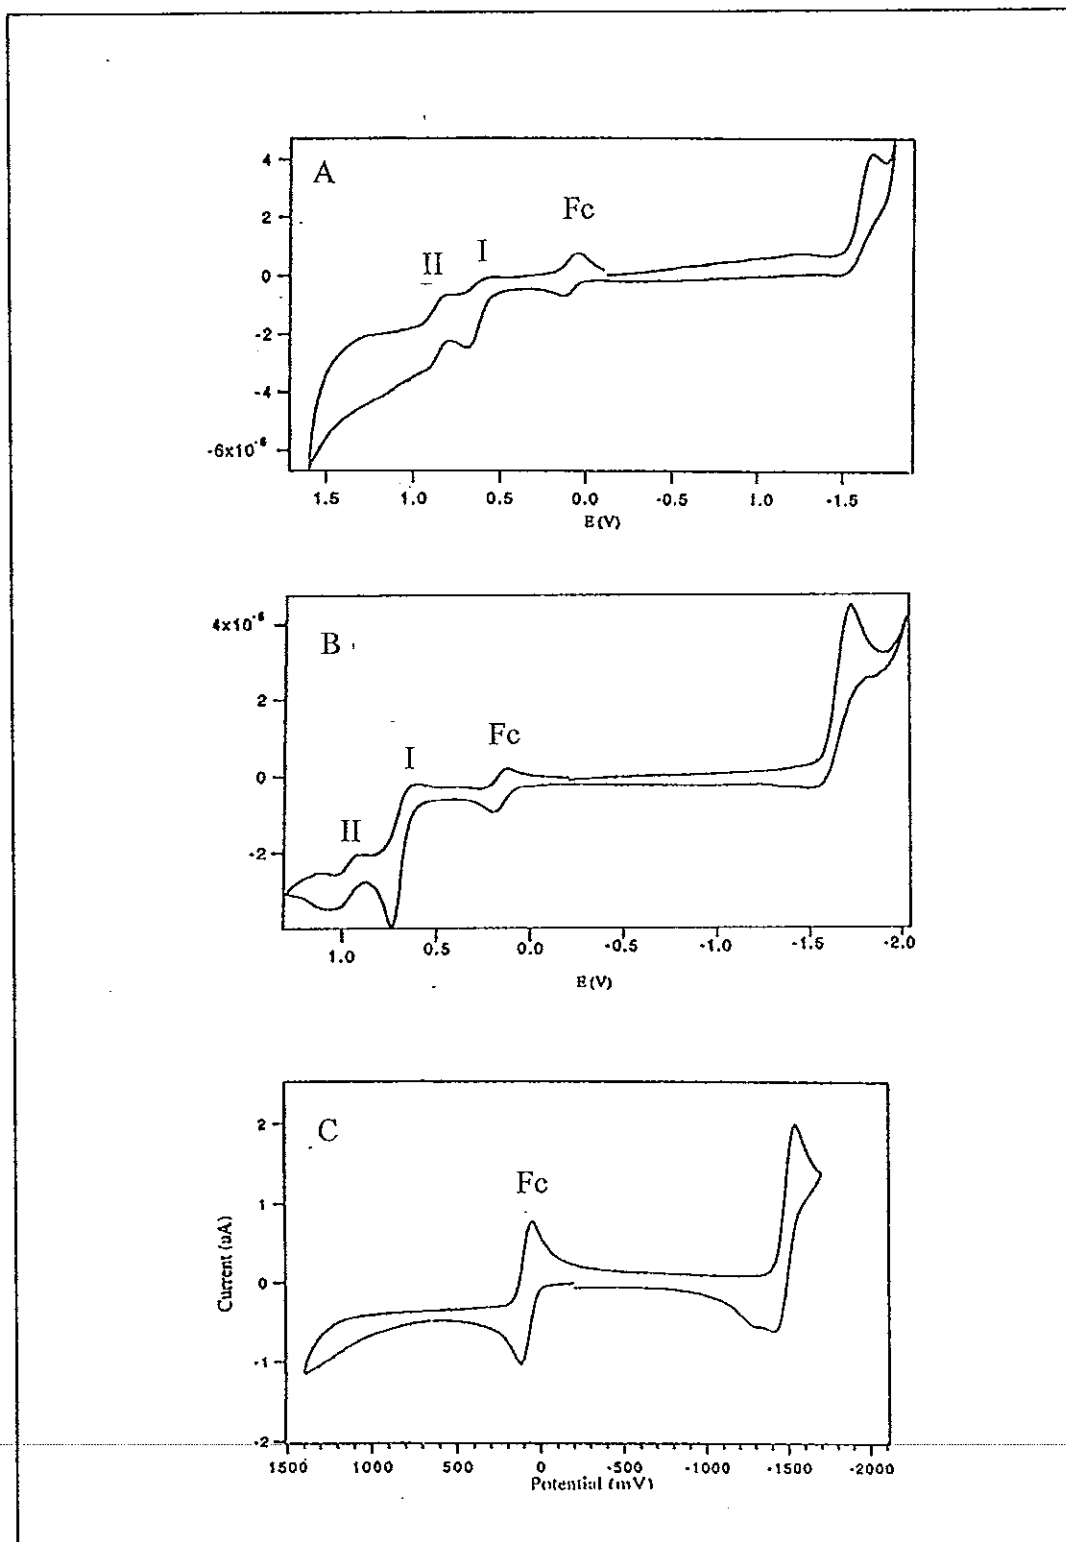 A
4
2
0
-2
-4
-6x10⁻⁶
Fc
I
II
1.5 1.0 0.5 0.0 -0.5 -1.0 -1.5
E (V)
B
4x10⁻⁶
2
0
-2
Fc
I
II
1.0 0.5 0.0 -0.5 -1.0 -1.5 -2.0
E (V)
C
2
1
0
-1
-2
Fc
Current (uA)
1500 1000 500 0 -500 -1000 -1500 -2000
Potential (mV)